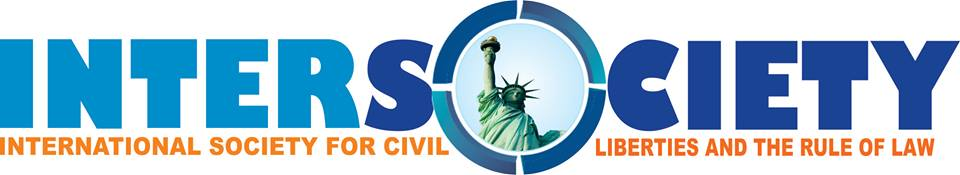 INTERSOCIETY
INTERNATIONAL SOCIETY FOR CIVIL LIBERTIES AND THE RULE OF LAW